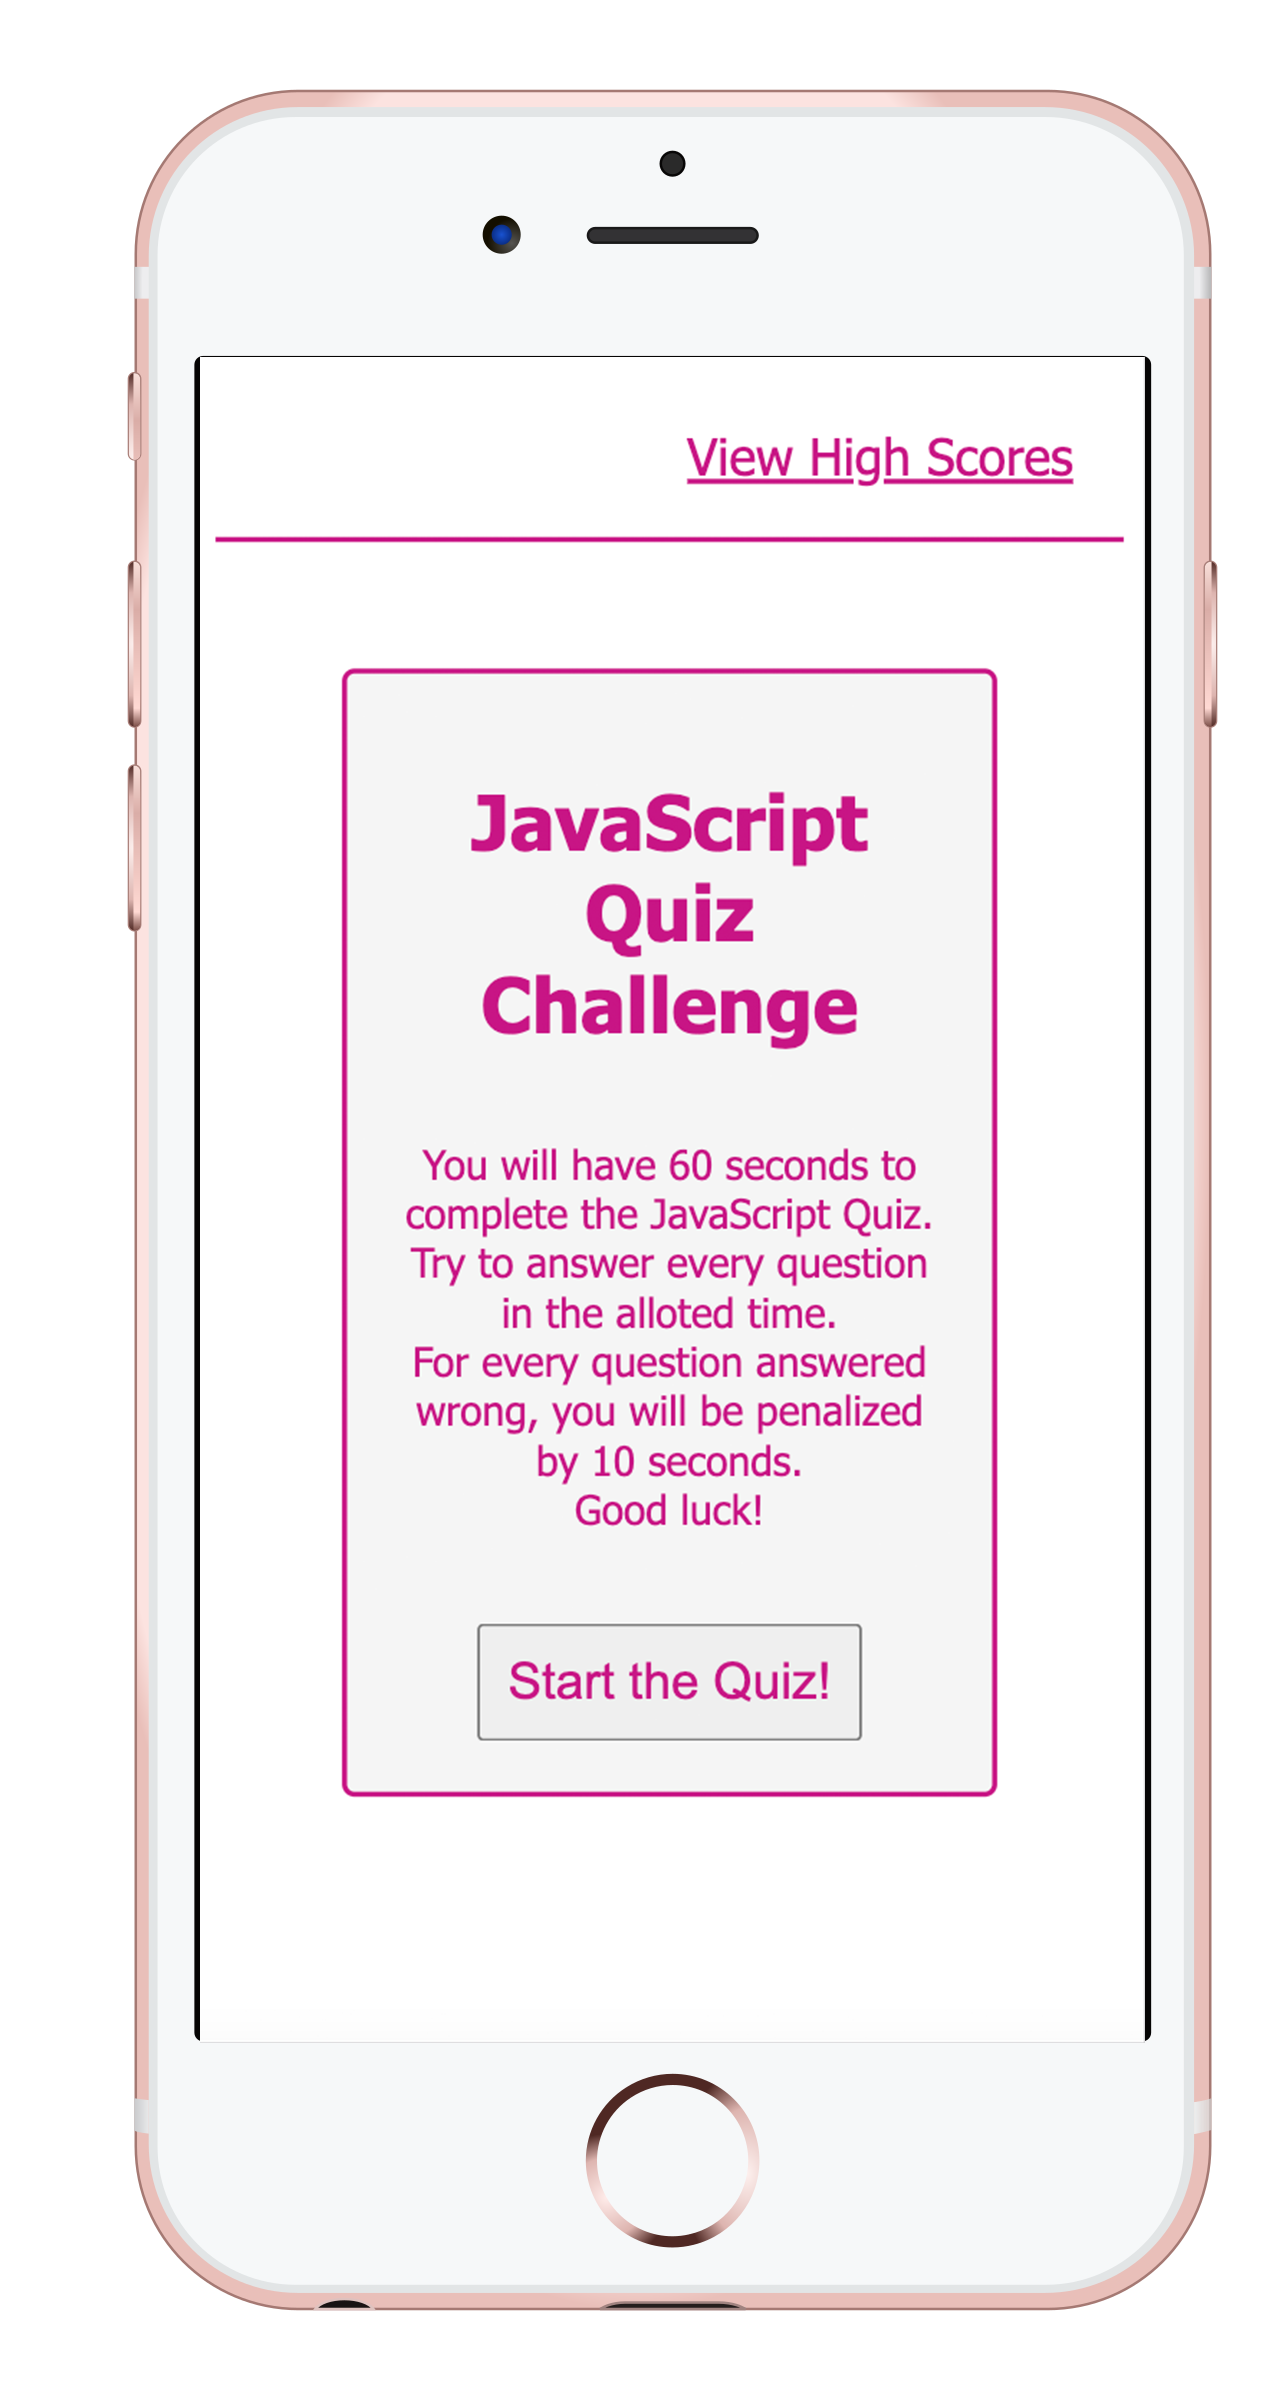 View High Scores
JavaScript
Quiz
Challenge
You will have 60 seconds to
complete the JavaScript Quiz.
Try to answer every question
in the alloted time.
For every question answered
wrong, you will be penalized
by 10 seconds.
Good luck!
Start the Quiz!